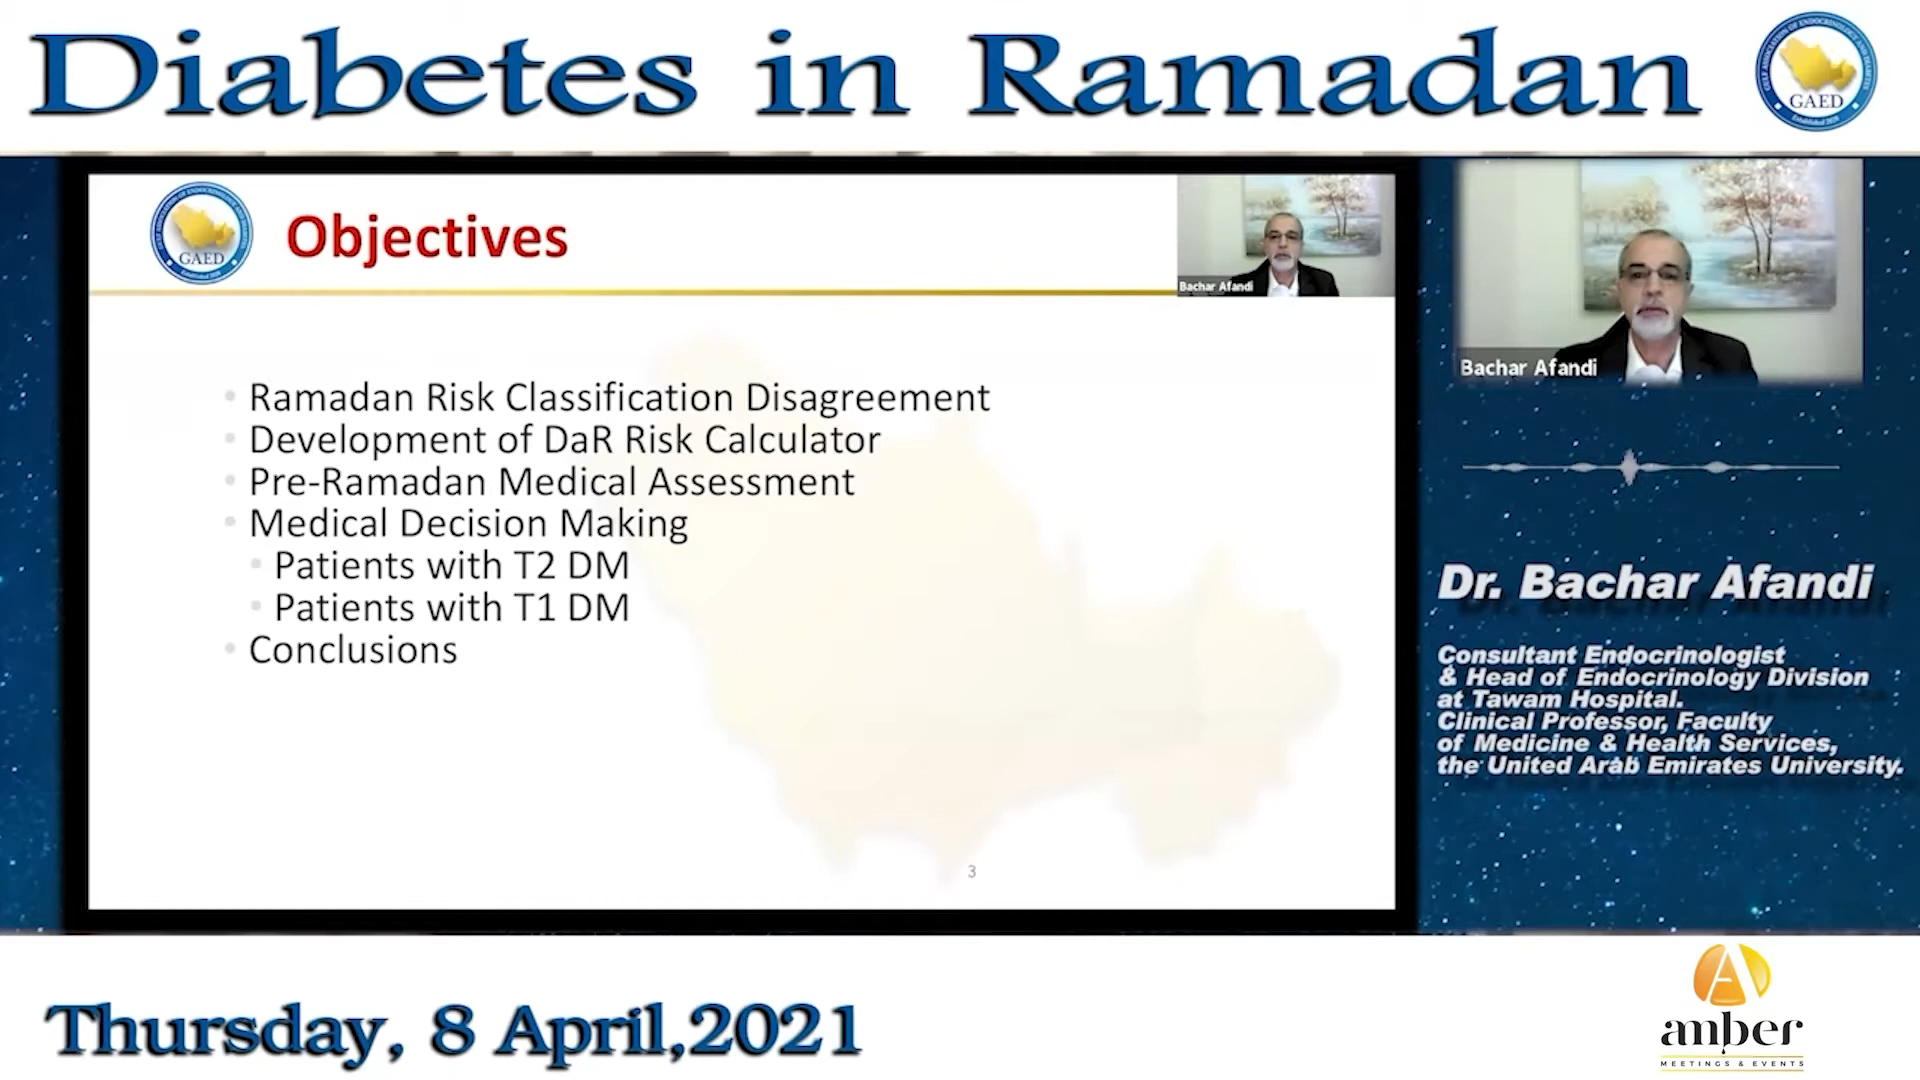 Diabetes in Ramadan
GAED
GAED
Objectives
Bachar Afandi
Bachar Afandi
Ramadan Risk Classification Disagreement
Development of DaR Risk Calculator
Pre-Ramadan Medical Assessment
Medical Decision Making
Patients with T2 DM
Patients with T1 DM
Conclusions
3
Dr. Bachar Afandi
Consultant Endocrinologist
& Head of Endocrinology Division
at Tawam Hospital.
Clinical Professor, Faculty
of Medicine & Health Services,
the United Arab Emirates University.
Thursday, 8 April,2021
amber
MEETINGS & EVENTS